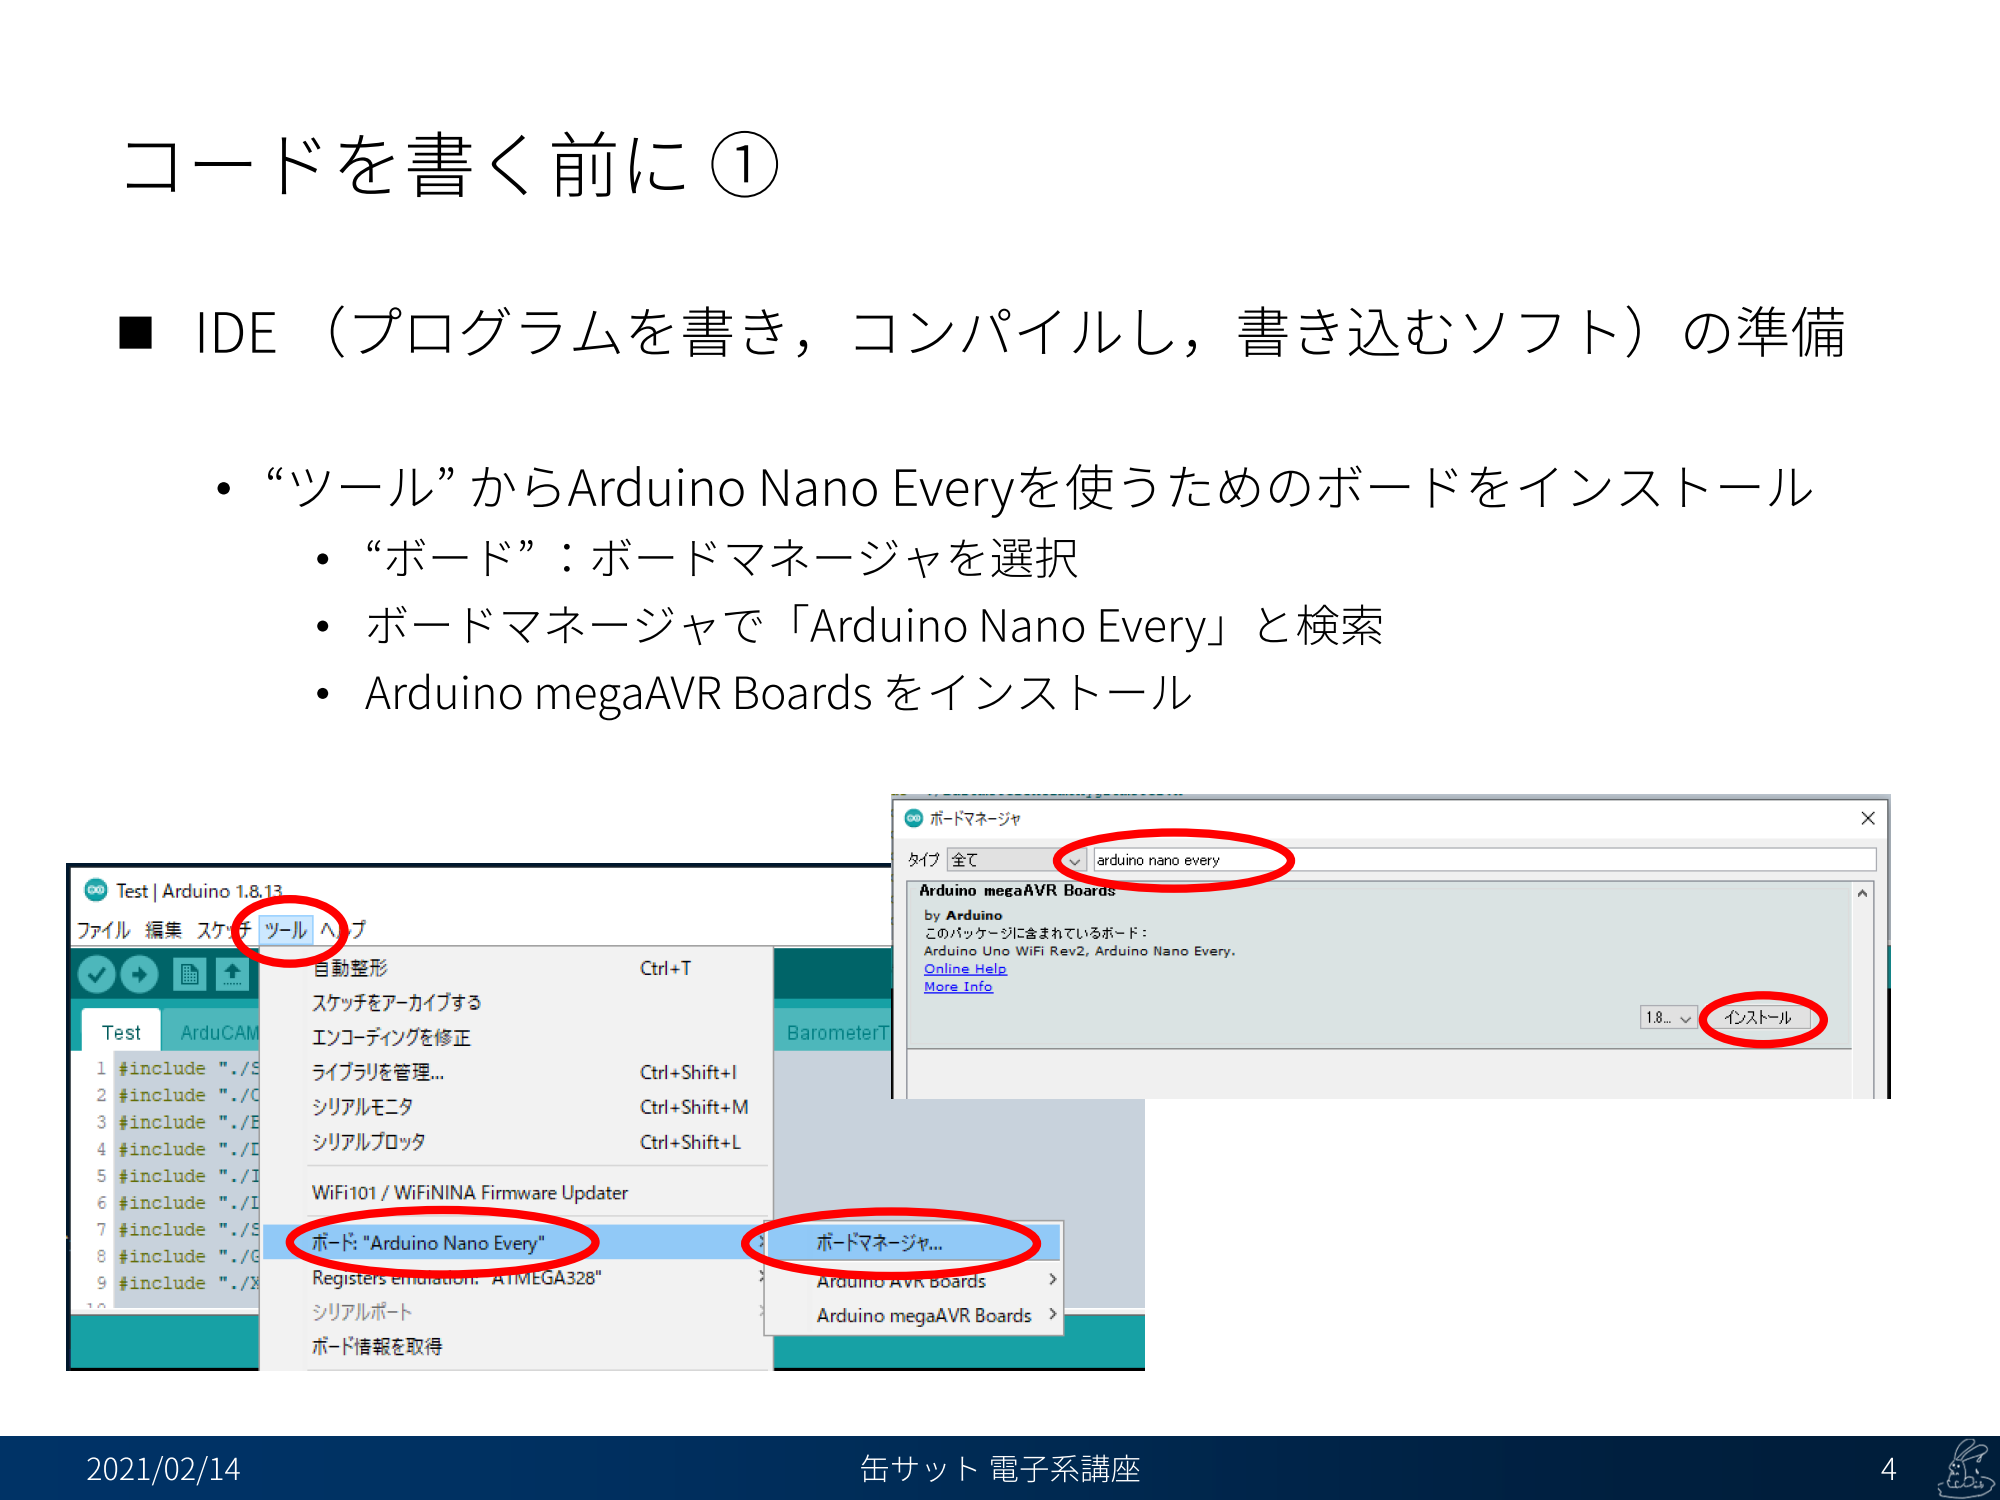 コードを書く前に ①
■ IDE （プログラムを書き，コンパイルし，書き込むソフト）の準備
• “ツール” からArduino Nano Everyを使うためのボードをインストール
• “ボード”：ボードマネージャを選択
• ボードマネージャで「Arduino Nano Every」と検索
• Arduino megaAVR Boards をインストール
Test | Arduino 1.8.13
ファイル 編集 スケッチ ツール ヘルプ
Test ArduCAM BarometerT
1 #include "./S
2 #include "./C
3 #include "./E
4 #include "./D
5 #include "./I
6 #include "./I
7 #include "./S
8 #include "./G
9 #include "./X
10
自動整形 Ctrl+T
スケッチをアーカイブする
エンコーディングを修正
ライブラリを管理... Ctrl+Shift+I
シリアルモニタ Ctrl+Shift+M
シリアルプロッタ Ctrl+Shift+L
WiFi101 / WiFiNINA Firmware Updater
ボード: "Arduino Nano Every"
Registers emulation: "ATMEGA328"
シリアルポート
ボード情報を取得
ボードマネージャ...
Arduino AVR Boards
Arduino megaAVR Boards
ボードマネージャ
タイプ 全て arduino nano every
Arduino megaAVR Boards
by Arduino
このパッケージに含まれているボード：
Arduino Uno WiFi Rev2, Arduino Nano Every.
Online Help
More Info
1.8... インストール
2021/02/14 缶サット 電子系講座 4